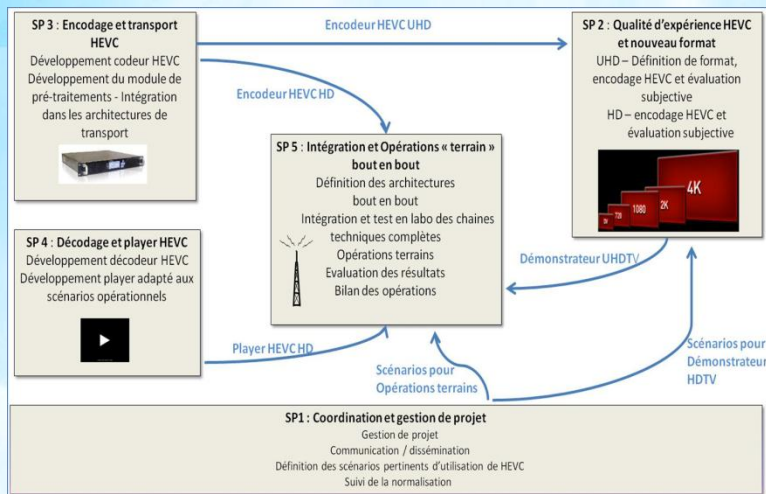 SP 3 : Encodage et transport
HEVC
Développement codeur HEVC
Développement du module de
pré-traitements - Intégration
dans les architectures de
transport
Encodeur HEVC UHD
Encodeur HEVC HD
SP 2 : Qualité d'expérience HEVC
et nouveau format
UHD – Définition de format,
encodage HEVC et évaluation
subjective
HD – encodage HEVC et
évaluation subjective
720
1080
2K
4K
SP 5 : Intégration et Opérations « terrain »
bout en bout
Définition des architectures
bout en bout
Intégration et test en labo des chaines
techniques complètes
Opérations terrains
Evaluation des résultats
Bilan des opérations
SP 4 : Décodage et player HEVC
Développement décodeur HEVC
Développement player adapté aux
scénarios opérationnels
Démonstrateur UHDTV
Player HEVC HD
Scénarios pour
Opérations terrains
Scénarios pour
Démonstrateur
HDTV
SP1 : Coordination et gestion de projet
Gestion de projet
Communication / dissémination
Définition des scénarios pertinents d'utilisation de HEVC
Suivi de la normalisation